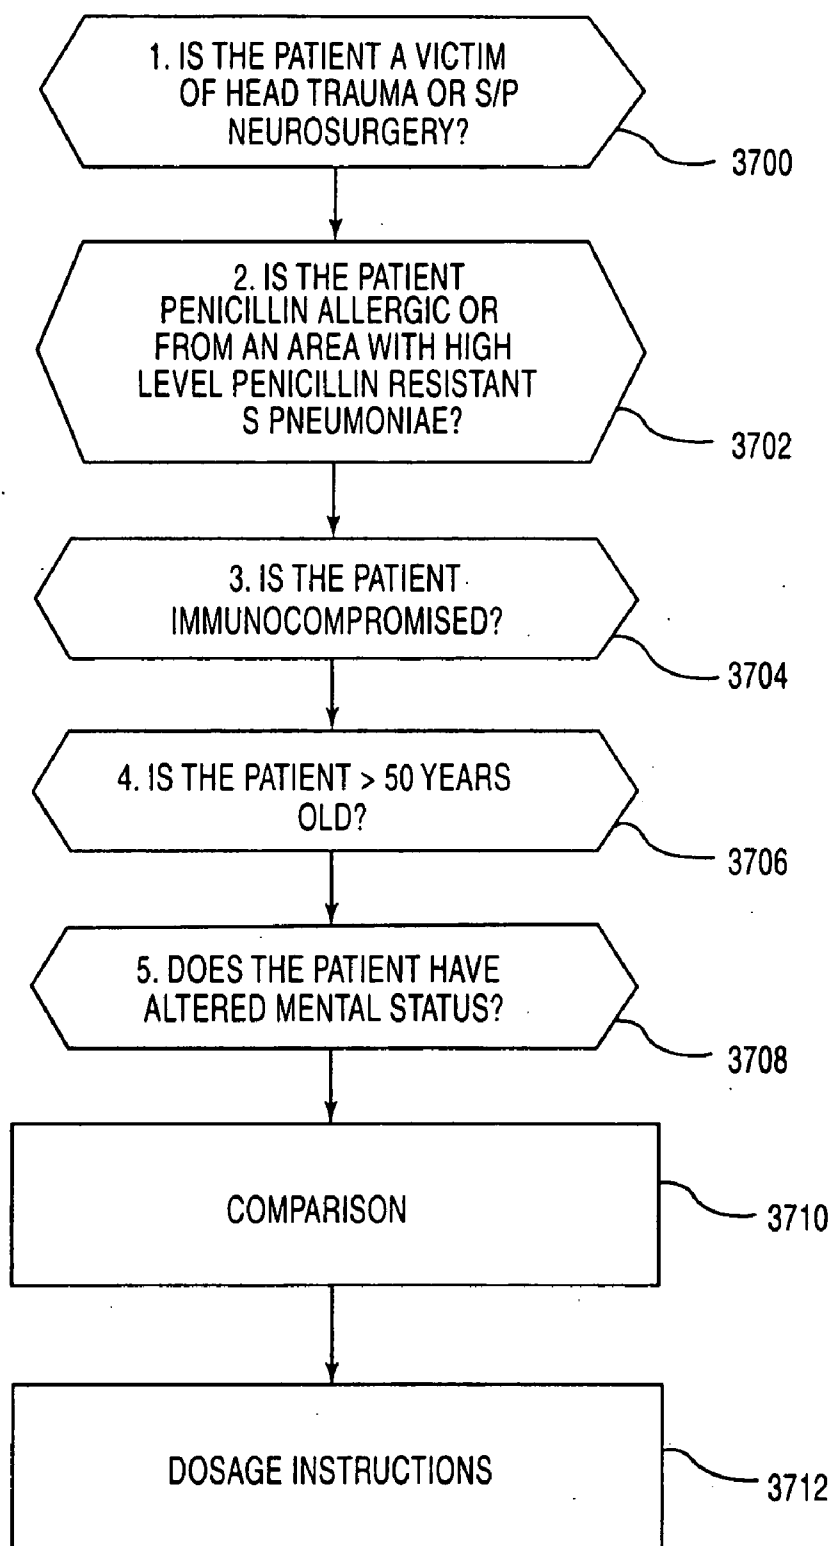 1. IS THE PATIENT A VICTIM
OF HEAD TRAUMA OR S/P
NEUROSURGERY?
3700
2. IS THE PATIENT
PENICILLIN ALLERGIC OR
FROM AN AREA WITH HIGH
LEVEL PENICILLIN RESISTANT
S PNEUMONIAE?
3702
3. IS THE PATIENT
IMMUNOCOMPROMISED?
3704
4. IS THE PATIENT > 50 YEARS
OLD?
3706
5. DOES THE PATIENT HAVE
ALTERED MENTAL STATUS?
3708
COMPARISON
3710
DOSAGE INSTRUCTIONS
3712